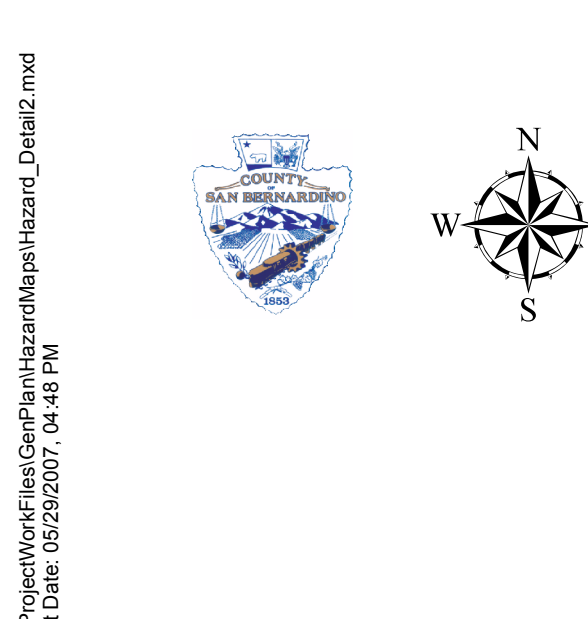 ProjectWorkFiles\GenPlan\HazardMaps\Hazard_Detail2.mxd
t Date: 05/29/2007, 04:48 PM
COUNTY
OF
SAN BERNARDINO
1853
N
W
S